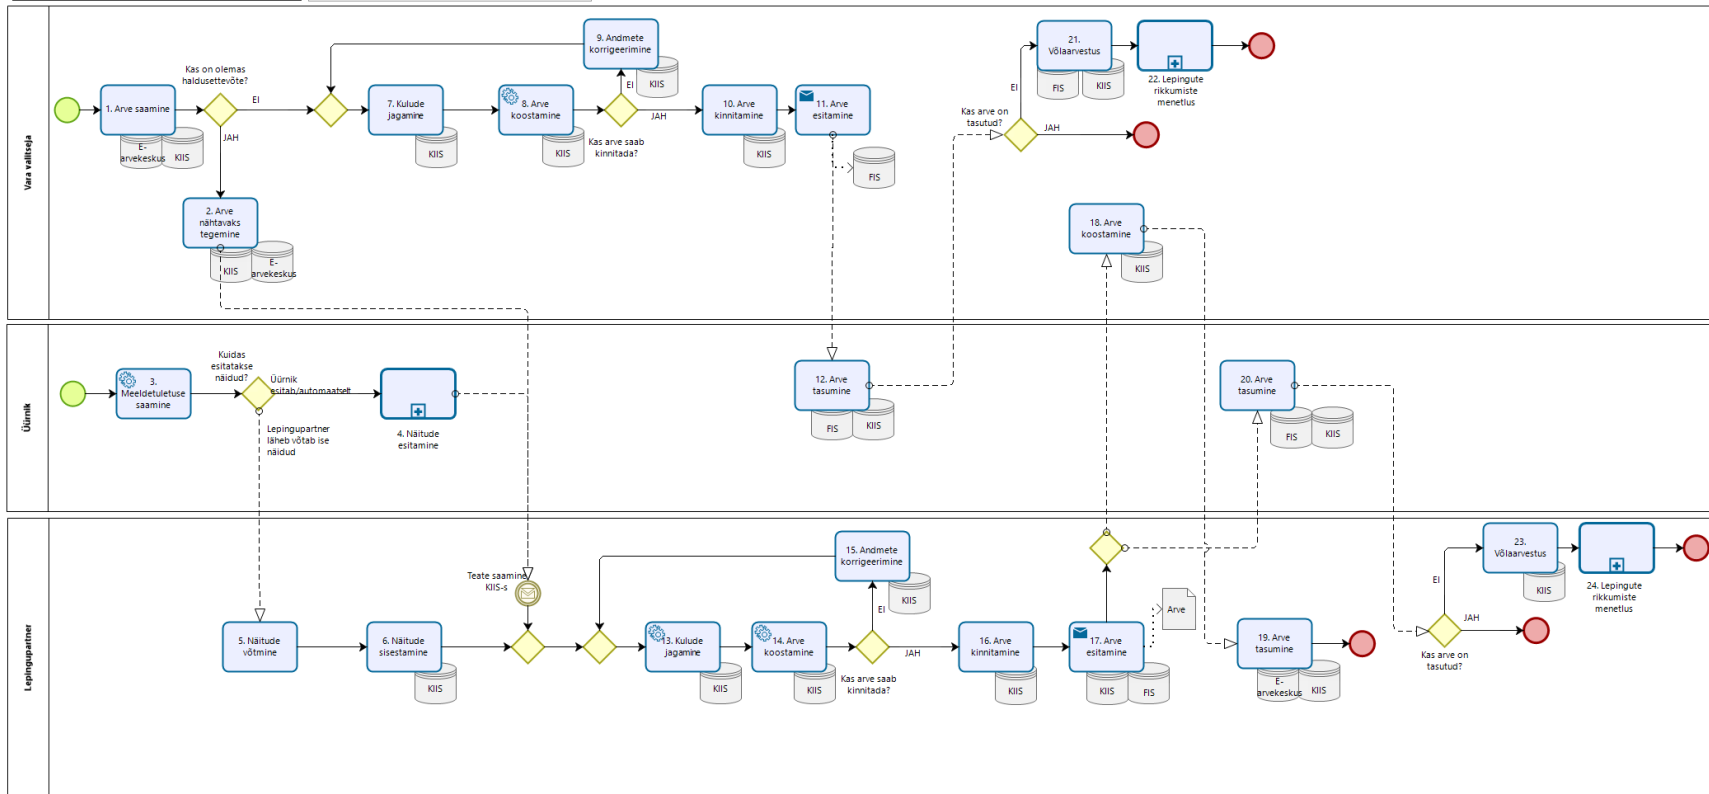 Vara valitseja
1. Arve saamine
E-
arvekeskus
KIIS
Kas on olemas
haldusettevõte?
EI
JAH
2. Arve
nähtavaks
tegemine
KIIS
E-
arvekeskus
7. Kulude
jagamine
KIIS
8. Arve
koostamine
KIIS
9. Andmete
korrigeerimine
KIIS
EI
JAH
Kas arve saab
kinnitada?
10. Arve
kinnitamine
KIIS
11. Arve
esitamine
FIS
Kas arve on
tasutud?
EI
JAH
21.
Võlaarvestus
FIS
KIIS
22. Lepingute
rikkumiste
menetlus
18. Arve
koostamine
KIIS
Üürnik
3.
Meeldetuletuse
saamine
Kuidas
esitatakse
näidud?
Üürnik
esitab/automaatset
Lepingupartner
läheb võtab ise
näidud
4. Näitude
esitamine
12. Arve
tasumine
FIS
KIIS
20. Arve
tasumine
FIS
KIIS
Lepingupartner
5. Näitude
võtmine
6. Näitude
sisestamine
KIIS
Teate saamine
KIIS-s
13. Kulude
jagamine
KIIS
14. Arve
koostamine
KIIS
15. Andmete
korrigeerimine
KIIS
EI
JAH
Kas arve saab
kinnitada?
16. Arve
kinnitamine
KIIS
17. Arve
esitamine
KIIS
FIS
Arve
19. Arve
tasumine
E-
arvekeskus
KIIS
Kas arve on
tasutud?
EI
JAH
23.
Võlaarvestus
KIIS
24. Lepingute
rikkumiste
menetlus